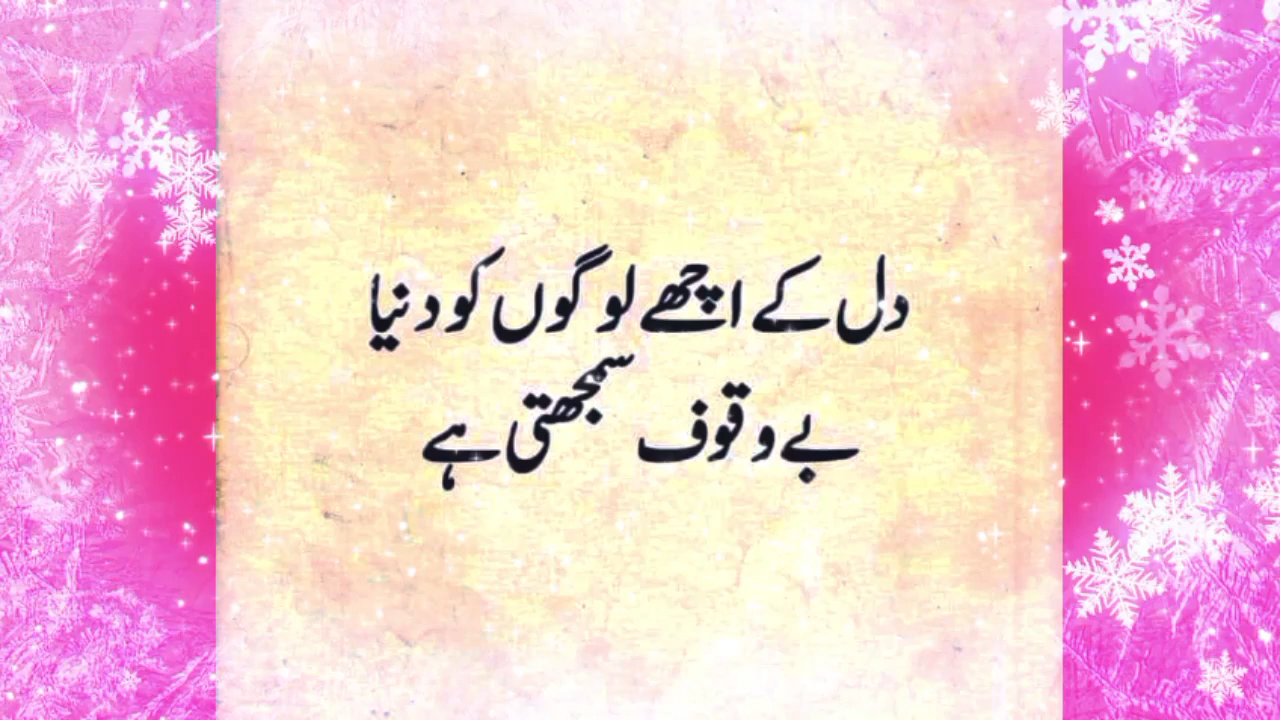 دل کے اچھے لوگوں کو دنیا
بے وقوف سمجھتی ہے